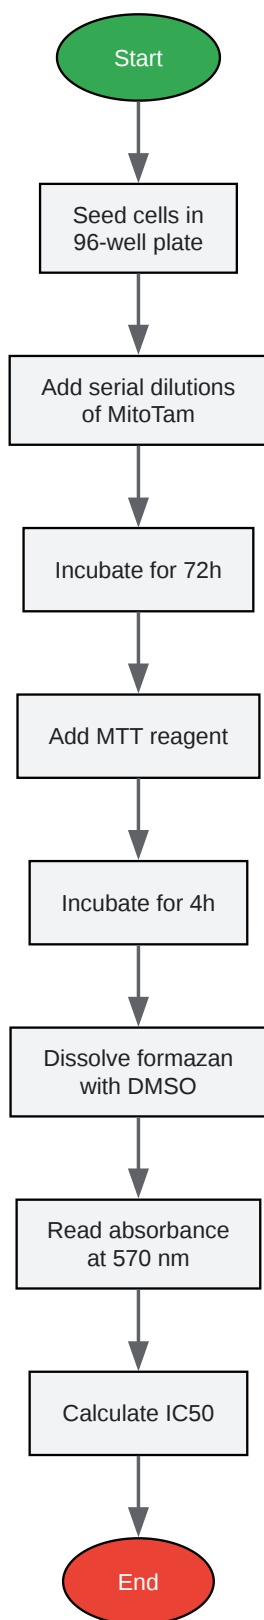 Start
Seed cells in
96-well plate
Add serial dilutions
of MitoTam
Incubate for 72h
Add MTT reagent
Incubate for 4h
Dissolve formazan
with DMSO
Read absorbance
at 570 nm
Calculate IC50
End